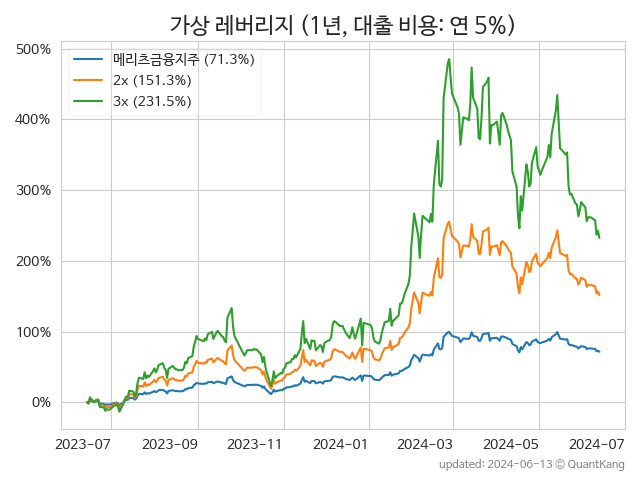 가상 레버리지 (1년, 대출 비용: 연 5%)
500%
400%
300%
200%
100%
0%
메리츠금융지주 (71.3%)
2x (151.3%)
3x (231.5%)
2023-07 2023-09 2023-11 2024-01 2024-03 2024-05 2024-07
updated: 2024-06-13 © QuantKang